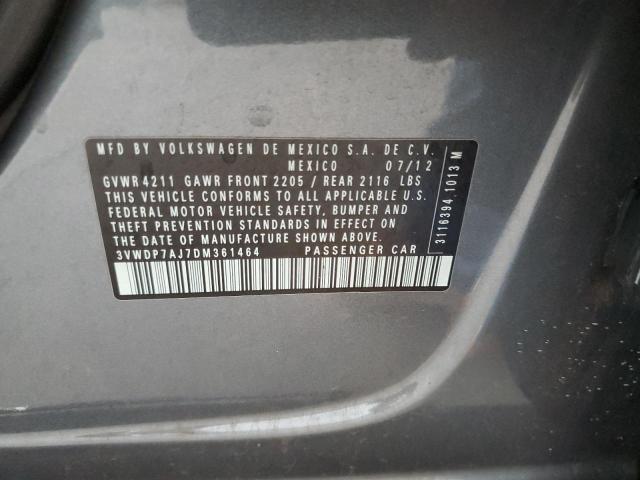 MFD BY VOLKSWAGEN DE MEXICO S.A. DE C.V.
MEXICO 07/12
GVWR 4211 GAWR FRONT 2205 / REAR 2116 LBS
THIS VEHICLE CONFORMS TO ALL APPLICABLE U.S.
FEDERAL MOTOR VEHICLE SAFETY, BUMPER AND
THEFT PREVENTION STANDARDS IN EFFECT ON
THE DATE OF MANUFACTURE SHOWN ABOVE.
3VWDP7AJ7DM361464 PASSENGER CAR
3116394.1013 M